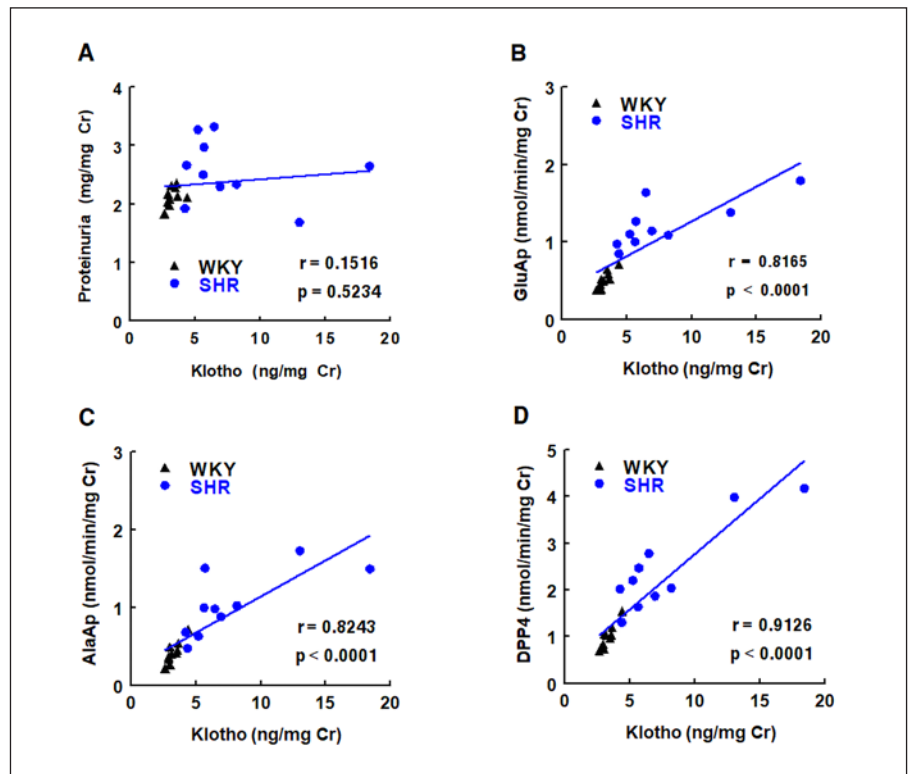 A
Proteinuria (mg/mg Cr)
4
3
2
1
0
WKY
SHR
r = 0.1516
p = 0.5234
0 5 10 15 20
Klotho (ng/mg Cr)
B
GluAp (nmol/min/mg Cr)
3
2
1
0
WKY
SHR
r = 0.8165
p < 0.0001
0 5 10 15 20
Klotho (ng/mg Cr)
C
AlaAp (nmol/min/mg Cr)
3
2
1
0
WKY
SHR
r = 0.8243
p < 0.0001
0 5 10 15 20
Klotho (ng/mg Cr)
D
DPP4 (nmol/min/mg Cr)
5
4
3
2
1
0
WKY
SHR
r = 0.9126
p < 0.0001
0 5 10 15 20
Klotho (ng/mg Cr)